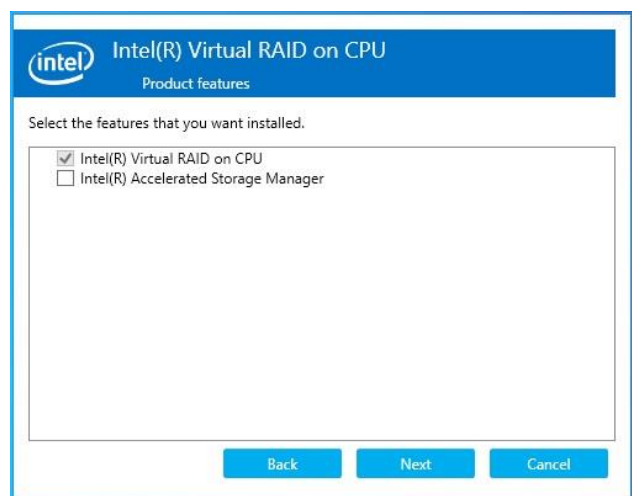 intel
Intel(R) Virtual RAID on CPU
Product features
Select the features that you want installed.
Intel(R) Virtual RAID on CPU
Intel(R) Accelerated Storage Manager
Back Next Cancel